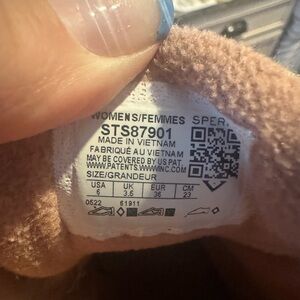 WOMENS/FEMMES SPER
STS87901
MADE IN VIETNAM
FABRIQUÉ AU VIETNAM
MAY BE COVERED BY US PAT.
WWW.PATENTS.WWWINC.COM
SIZE/GRANDEUR
USA UK EUR CM
6 3.5 36 23
0522 61911